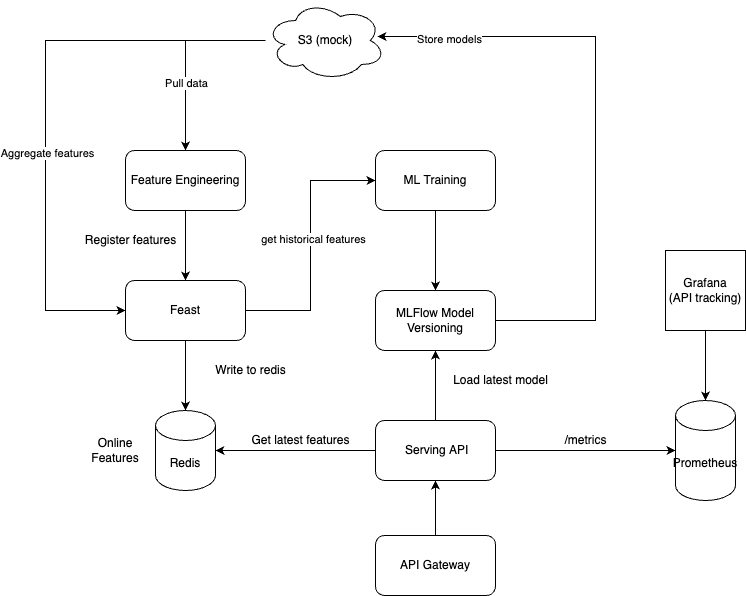 S3 (mock)
Store models
Pull data
Aggregate features
Feature Engineering
ML Training
Register features
get historical features
Grafana
(API tracking)
Feast
MLFlow Model
Versioning
Write to redis
Load latest model
Online
Features
Redis
Get latest features
Serving API
/metrics
Prometheus
API Gateway